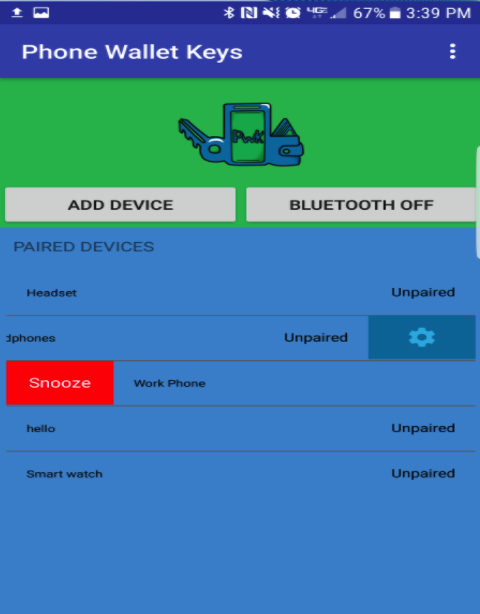 4GLTE 67% 3:39 PM
Phone Wallet Keys
PWK
ADD DEVICE BLUETOOTH OFF
PAIRED DEVICES
Headset Unpaired
dphones Unpaired
Snooze Work Phone
hello Unpaired
Smart watch Unpaired